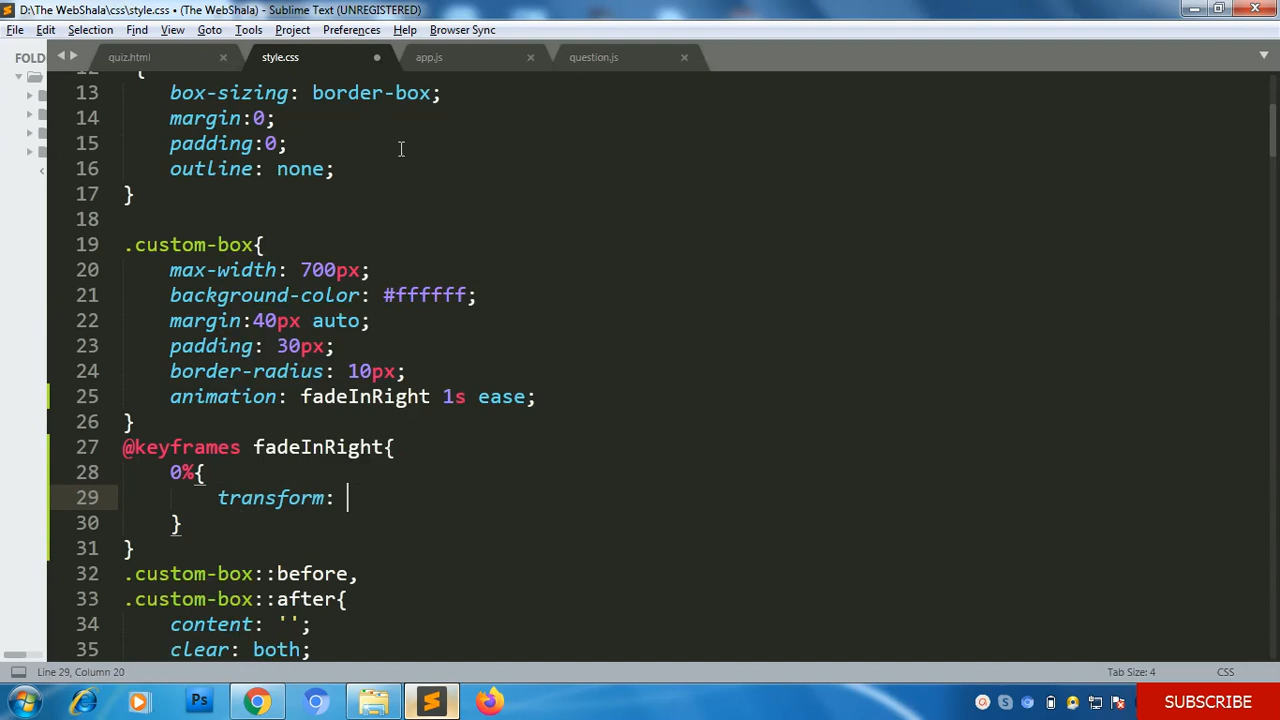 D:\The WebShala\css\style.css • (The WebShala) - Sublime Text (UNREGISTERED)
File Edit Selection Find View Goto Tools Project Preferences Help Browser Sync
FOLD
quiz.html style.css app.js question.js
13 box-sizing: border-box;
14 margin:0;
15 padding:0;
16 outline: none;
17 }
18
19 .custom-box{
20 max-width: 700px;
21 background-color: #ffffff;
22 margin:40px auto;
23 padding: 30px;
24 border-radius: 10px;
25 animation: fadeInRight 1s ease;
26 }
27 @keyframes fadeInRight{
28 0%{
29 transform:
30 }
31 }
32 .custom-box::before,
33 .custom-box::after{
34 content: '';
35 clear: both;
Line 29, Column 20 Tab Size: 4 CSS
Ps
SUBSCRIBE